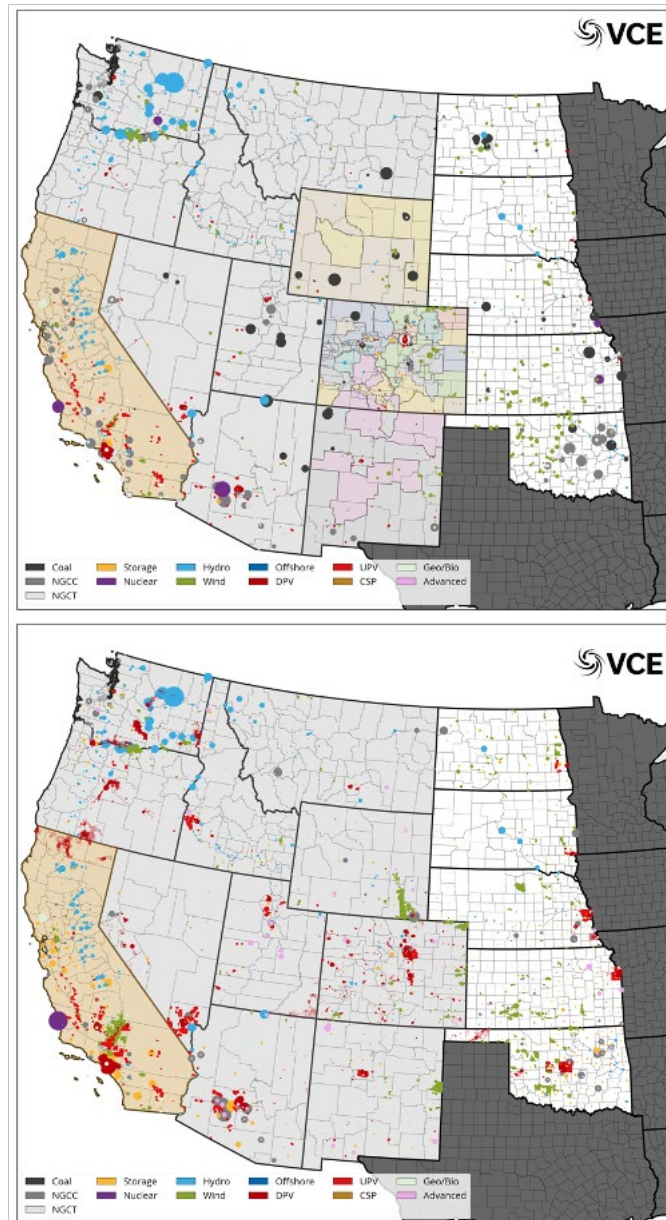 VCE
Coal Storage Hydro Offshore UPV Geo/Bio
NGCC Nuclear Wind DPV CSP Advanced
NGCT
VCE
Coal Storage Hydro Offshore UPV Geo/Bio
NGCC Nuclear Wind DPV CSP Advanced
NGCT